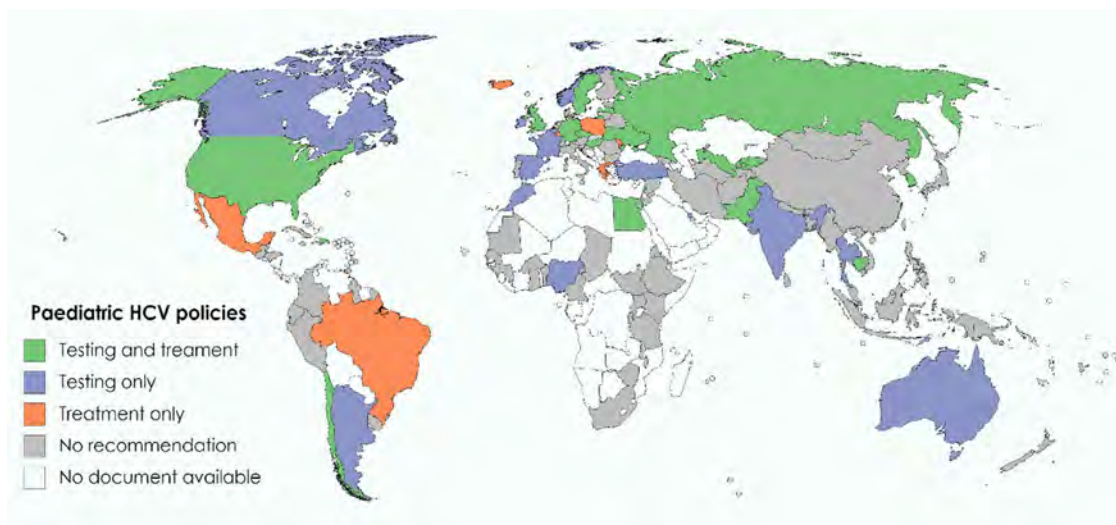 Paediatric HCV policies
Testing and treament
Testing only
Treatment only
No recommendation
No document available